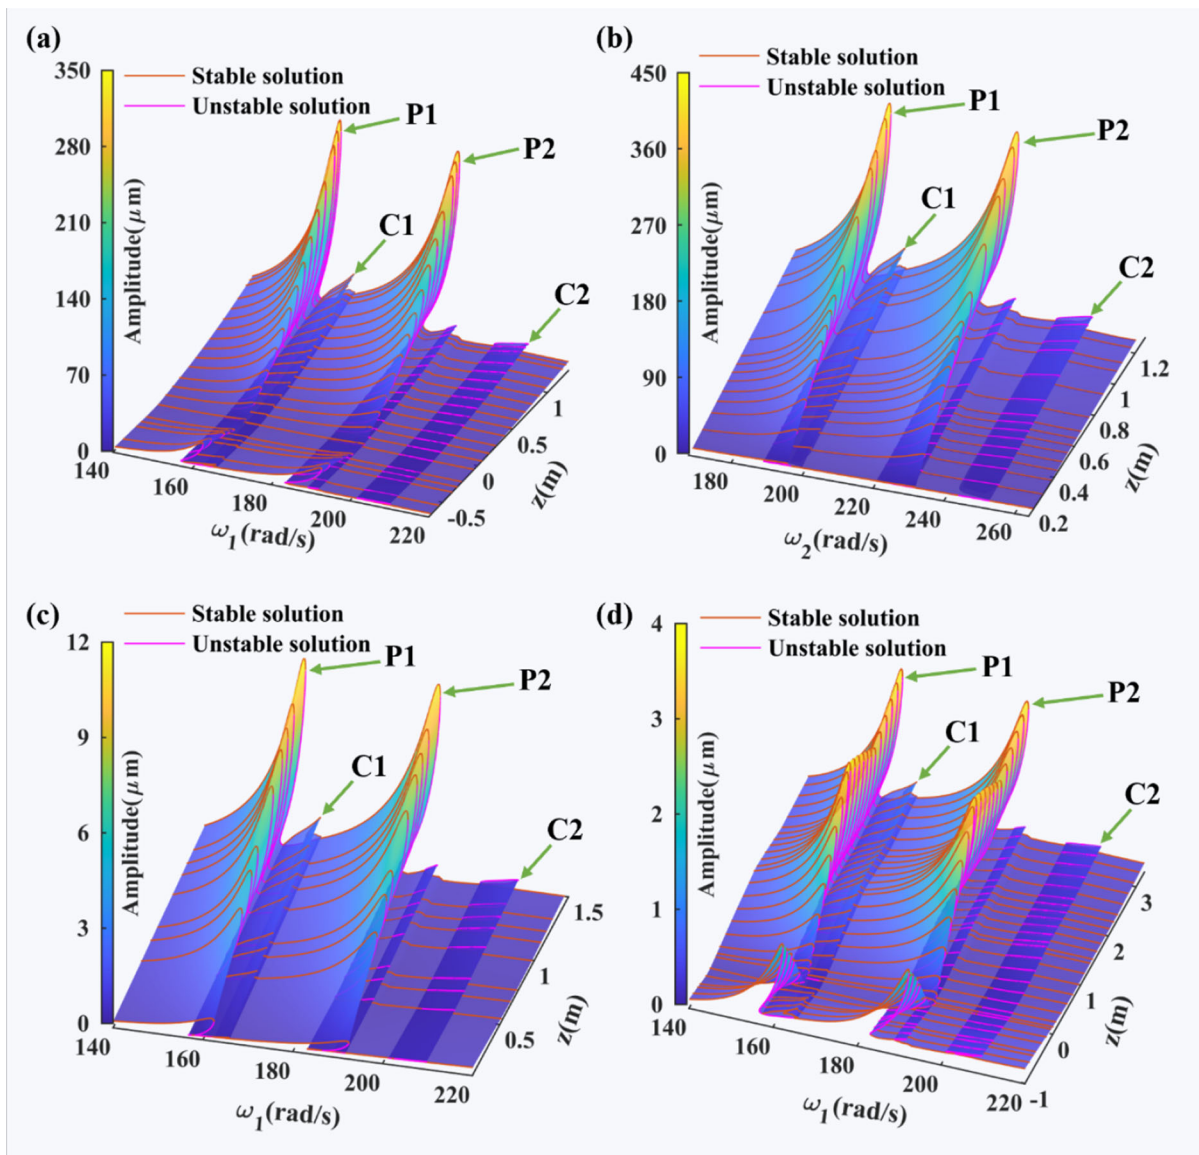 (a)
350
Stable solution
Unstable solution
P1
P2
280
210
C1
140
C2
70
0
Amplitude(μm)
140
160
180
200
220
ω1(rad/s)
-0.5
0
0.5
1
z(m)
(b)
450
Stable solution
Unstable solution
P1
P2
360
C1
270
C2
180
90
0
Amplitude(μm)
180
200
220
240
260
ω2(rad/s)
0.2
0.4
0.6
0.8
1
1.2
z(m)
(c)
12
Stable solution
Unstable solution
P1
P2
9
C1
6
C2
3
0
Amplitude(μm)
140
160
180
200
220
ω1(rad/s)
0.5
1
1.5
z(m)
(d)
4
Stable solution
Unstable solution
P1
P2
3
C1
2
C2
1
0
Amplitude(μm)
140
160
180
200
220
ω1(rad/s)
-1
0
1
2
3
z(m)